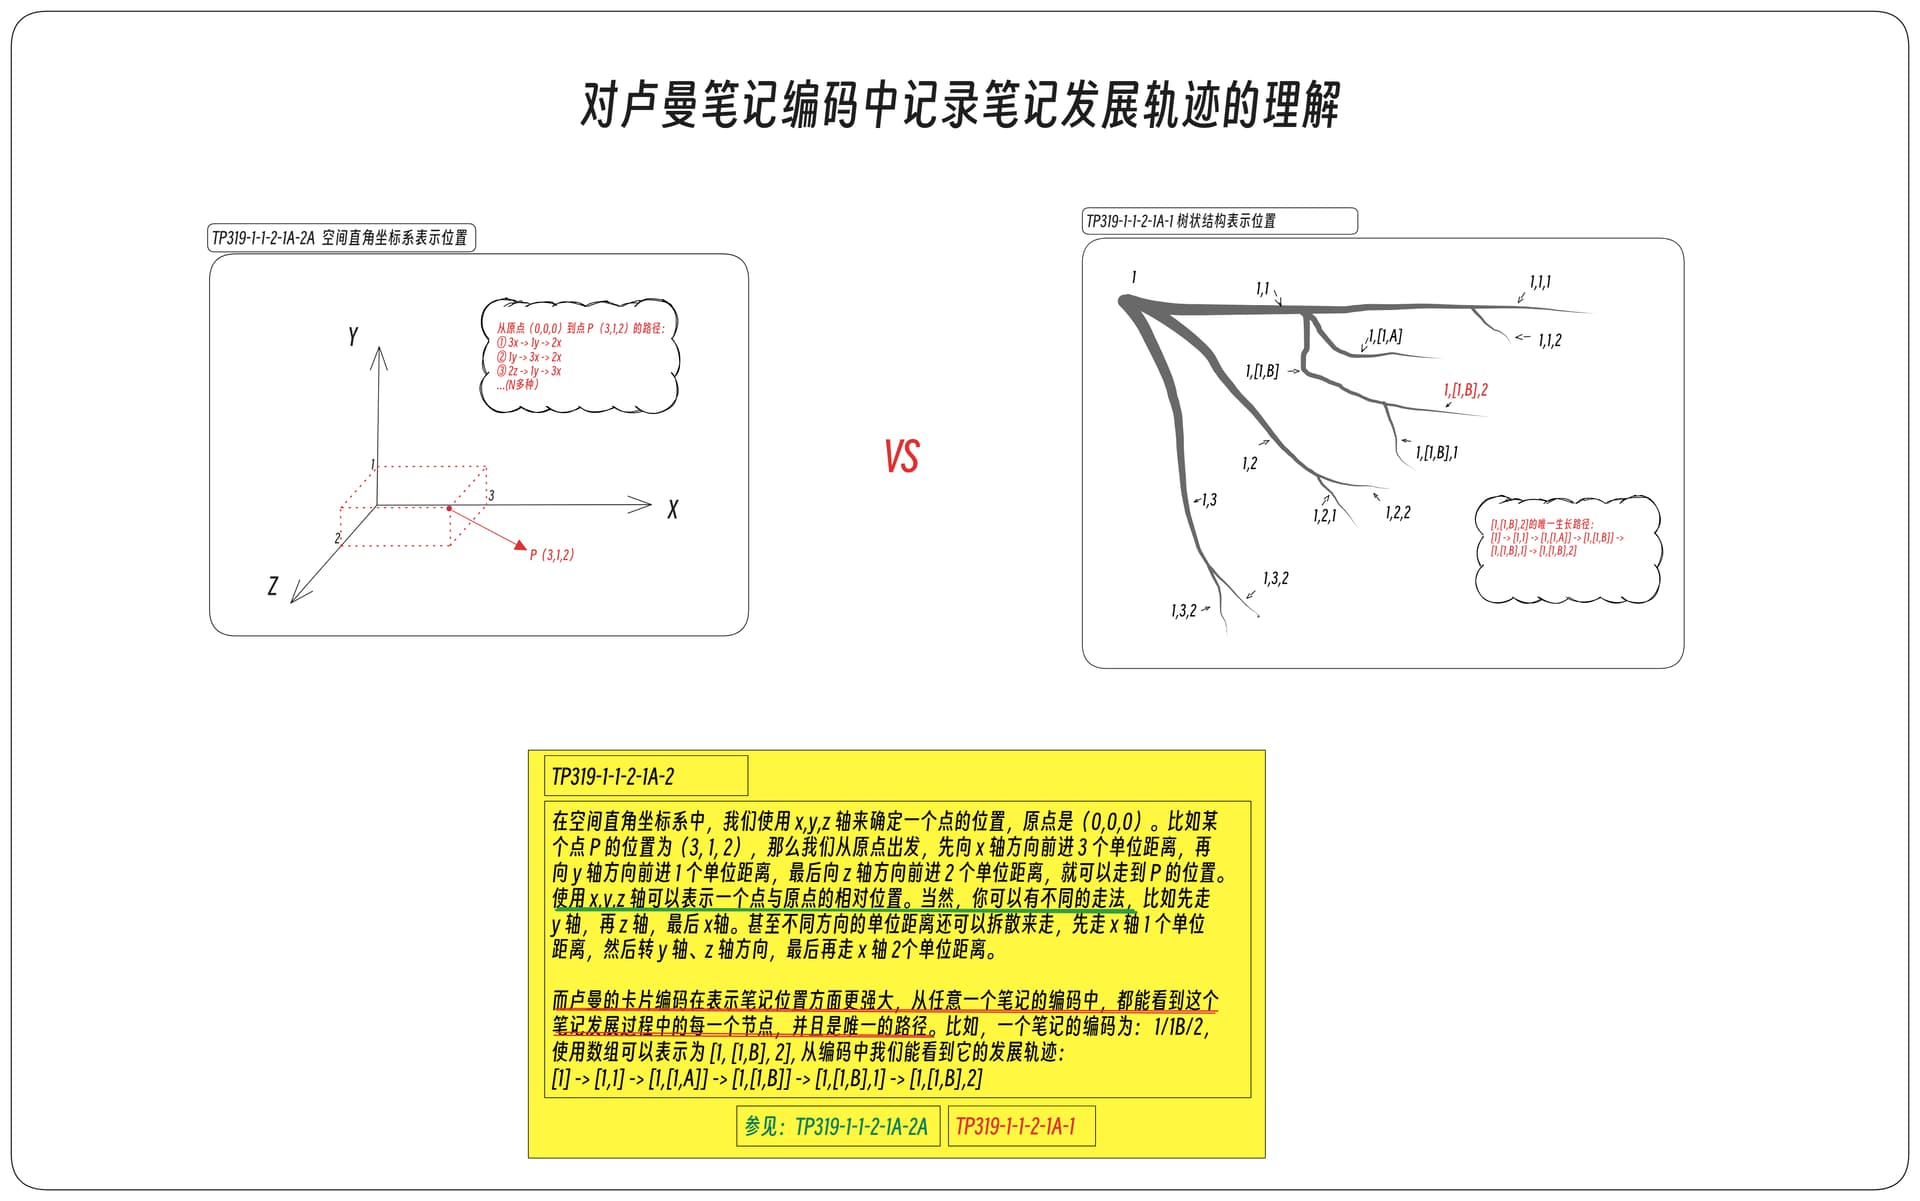 对卢曼笔记编码中记录笔记发展轨迹的理解
TP319-1-1-2-1A-2A 空间直角坐标系表示位置
从原点（0,0,0）到点 P（3,1,2）的路径：
① 3x -> 1y -> 2x
② 1y -> 3x -> 2x
③ 2z -> 1y -> 3x
...(N多种）
Y
1
3
X
2
Z
P（3,1,2）
VS
TP319-1-1-2-1A-1 树状结构表示位置
1
1,1
1,1,1
1,[1,A]
1,1,2
1,[1,B]
1,[1,B],2
1,[1,B],1
1,2
1,3
1,2,1
1,2,2
1,3,2
1,3,2
[1,[1,B],2]的唯一生长路径：
[1] -> [1,1] -> [1,[1,A]] -> [1,[1,B]] ->
[1,[1,B],1] -> [1,[1,B],2]
TP319-1-1-2-1A-2
在空间直角坐标系中，我们使用 x,y,z 轴来确定一个点的位置，原点是（0,0,0）。比如某
个点 P 的位置为（3, 1, 2），那么我们从原点出发，先向 x 轴方向前进 3 个单位距离，再
向 y 轴方向前进 1 个单位距离，最后向 z 轴方向前进 2 个单位距离，就可以走到 P 的位置。
使用 x,y,z 轴可以表示一个点与原点的相对位置。当然，你可以有不同的走法，比如先走
y 轴，再 z 轴，最后 x轴。甚至不同方向的单位距离还可以拆散来走，先走 x 轴 1 个单位
距离，然后转 y 轴、z 轴方向，最后再走 x 轴 2个单位距离。
而卢曼的卡片编码在表示笔记位置方面更强大，从任意一个笔记的编码中，都能看到这个
笔记发展过程中的每一个节点，并且是唯一的路径。比如，一个笔记的编码为：1/1B/2，
使用数组可以表示为 [1, [1,B], 2], 从编码中我们能看到它的发展轨迹：
[1] -> [1,1] -> [1,[1,A]] -> [1,[1,B]] -> [1,[1,B],1] -> [1,[1,B],2]
参见：TP319-1-1-2-1A-2A
TP319-1-1-2-1A-1